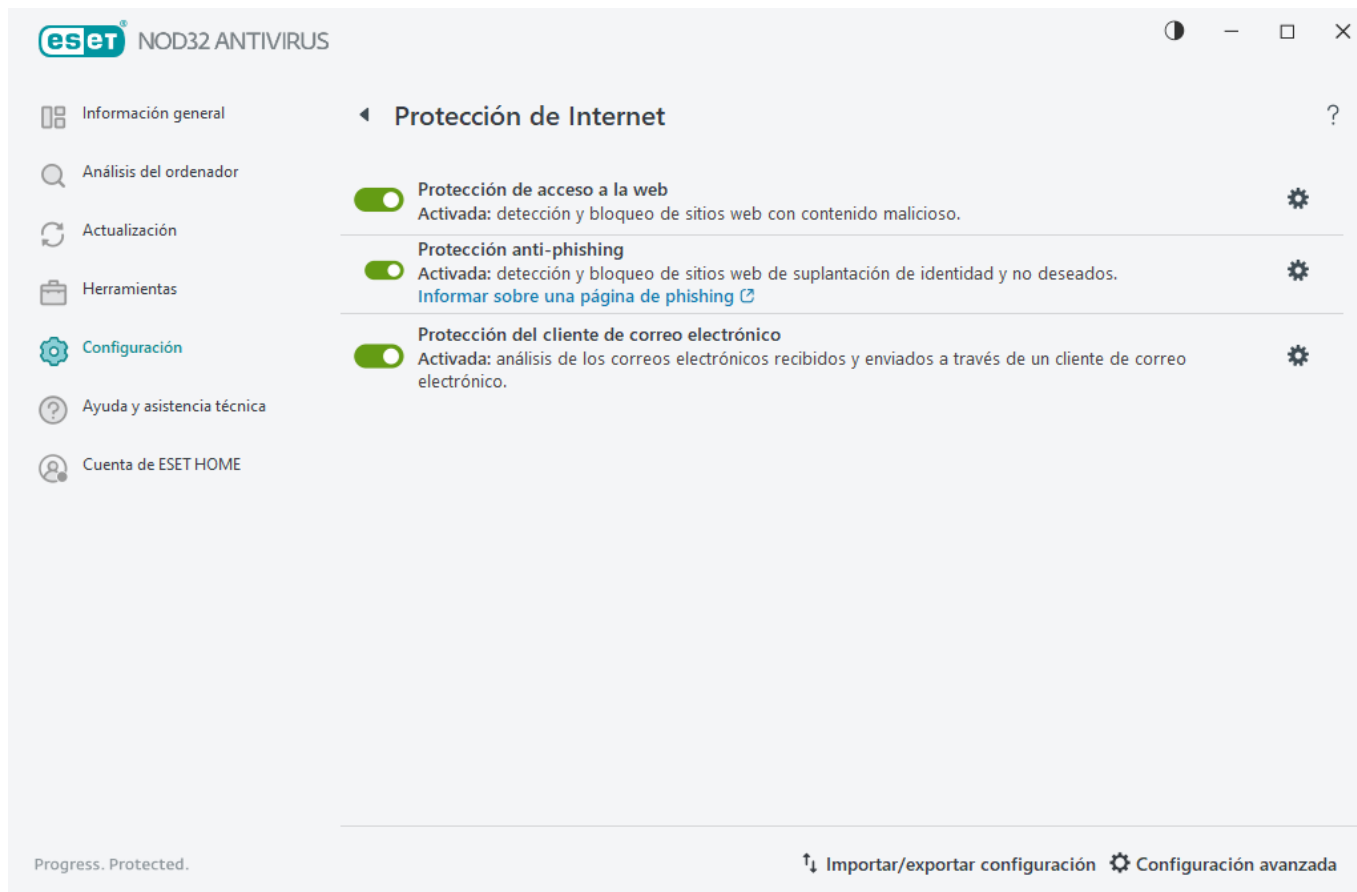 eset® NOD32 ANTIVIRUS
Información general
Análisis del ordenador
Actualización
Herramientas
Configuración
Ayuda y asistencia técnica
Cuenta de ESET HOME
Protección de Internet
?
Protección de acceso a la web
Activada: detección y bloqueo de sitios web con contenido malicioso.
Protección anti-phishing
Activada: detección y bloqueo de sitios web de suplantación de identidad y no deseados.
Informar sobre una página de phishing
Protección del cliente de correo electrónico
Activada: análisis de los correos electrónicos recibidos y enviados a través de un cliente de correo
electrónico.
Progress. Protected.
Importar/exportar configuración
Configuración avanzada